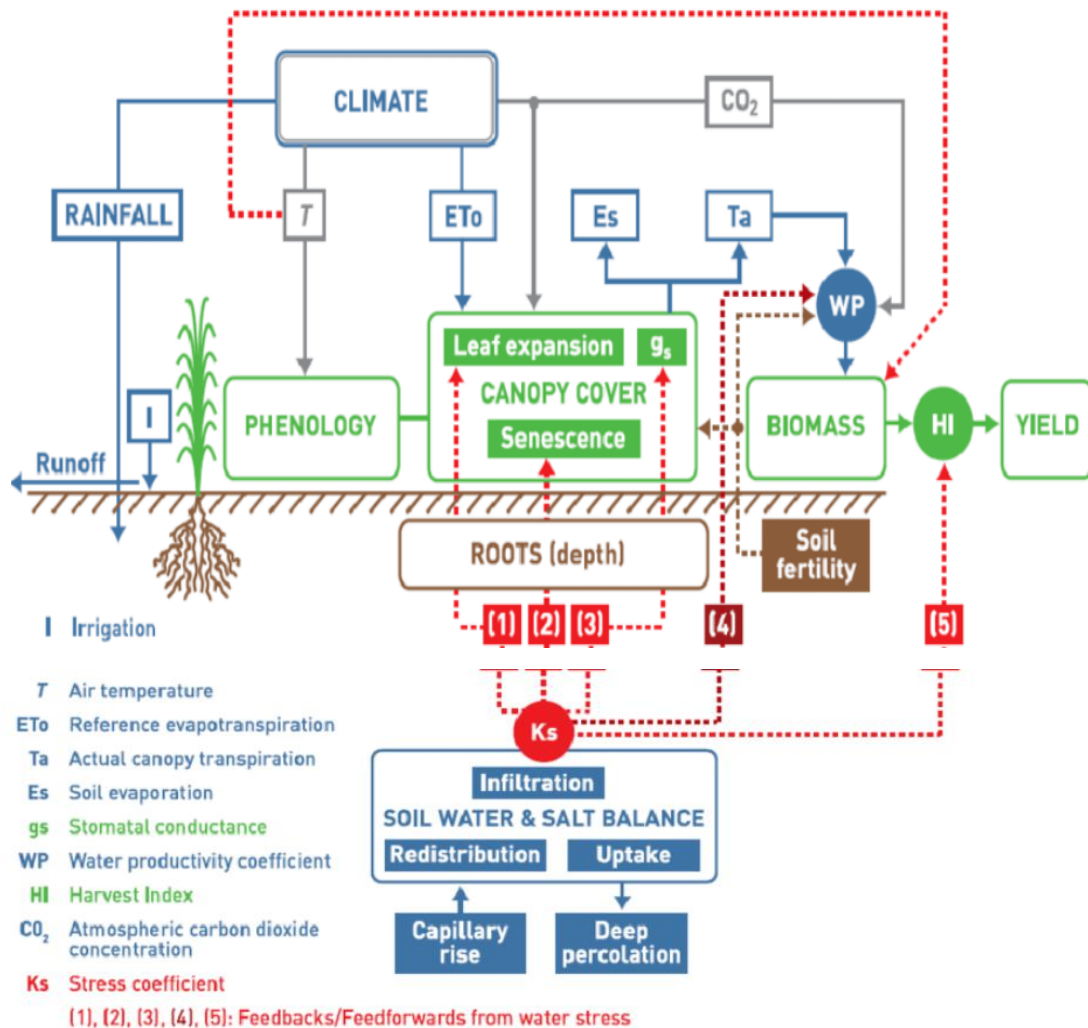 CLIMATE
CO₂
RAINFALL
T
ETo
Es
Ta
WP
Leaf expansion
gs
CANOPY COVER
Senescence
PHENOLOGY
BIOMASS
HI
YIELD
I
Runoff
ROOTS (depth)
Soil
fertility
(1) (2) (3) (4) (5)
Ks
Infiltration
SOIL WATER & SALT BALANCE
Redistribution Uptake
Capillary
rise
Deep
percolation
I Irrigation
T Air temperature
ETo Reference evapotranspiration
Ta Actual canopy transpiration
Es Soil evaporation
gs Stomatal conductance
WP Water productivity coefficient
HI Harvest Index
CO₂ Atmospheric carbon dioxide
concentration
Ks Stress coefficient
(1), (2), (3), (4), (5): Feedbacks/Feedforwards from water stress